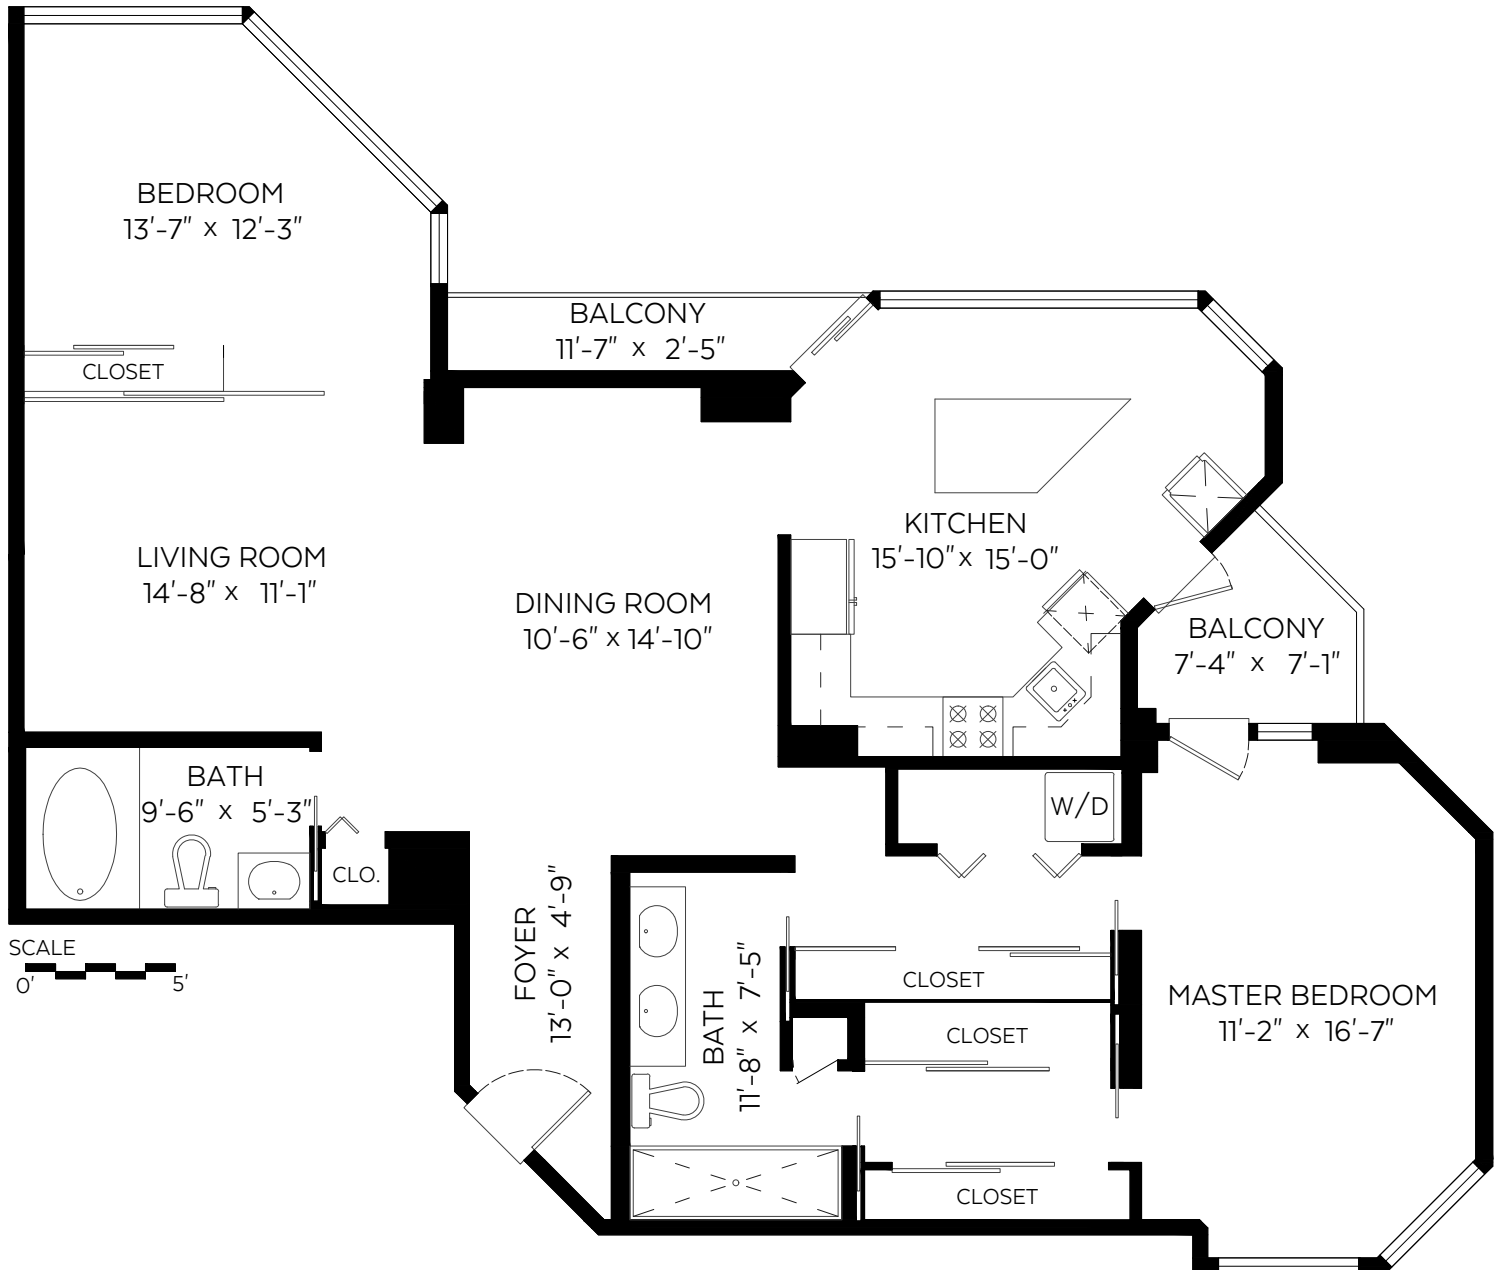 BEDROOM
13'-7" x 12'-3"
BALCONY
11'-7" x 2'-5"
CLOSET
KITCHEN
15'-10" x 15'-0"
LIVING ROOM
14'-8" x 11'-1"
DINING ROOM
10'-6" x 14'-10"
BALCONY
7'-4" x 7'-1"
BATH
9'-6" x 5'-3"
W/D
CLO.
FOYER
13'-0" x 4'-9"
SCALE
0' 5'
BATH
11'-8" x 7'-5"
CLOSET
MASTER BEDROOM
11'-2" x 16'-7"
CLOSET
CLOSET